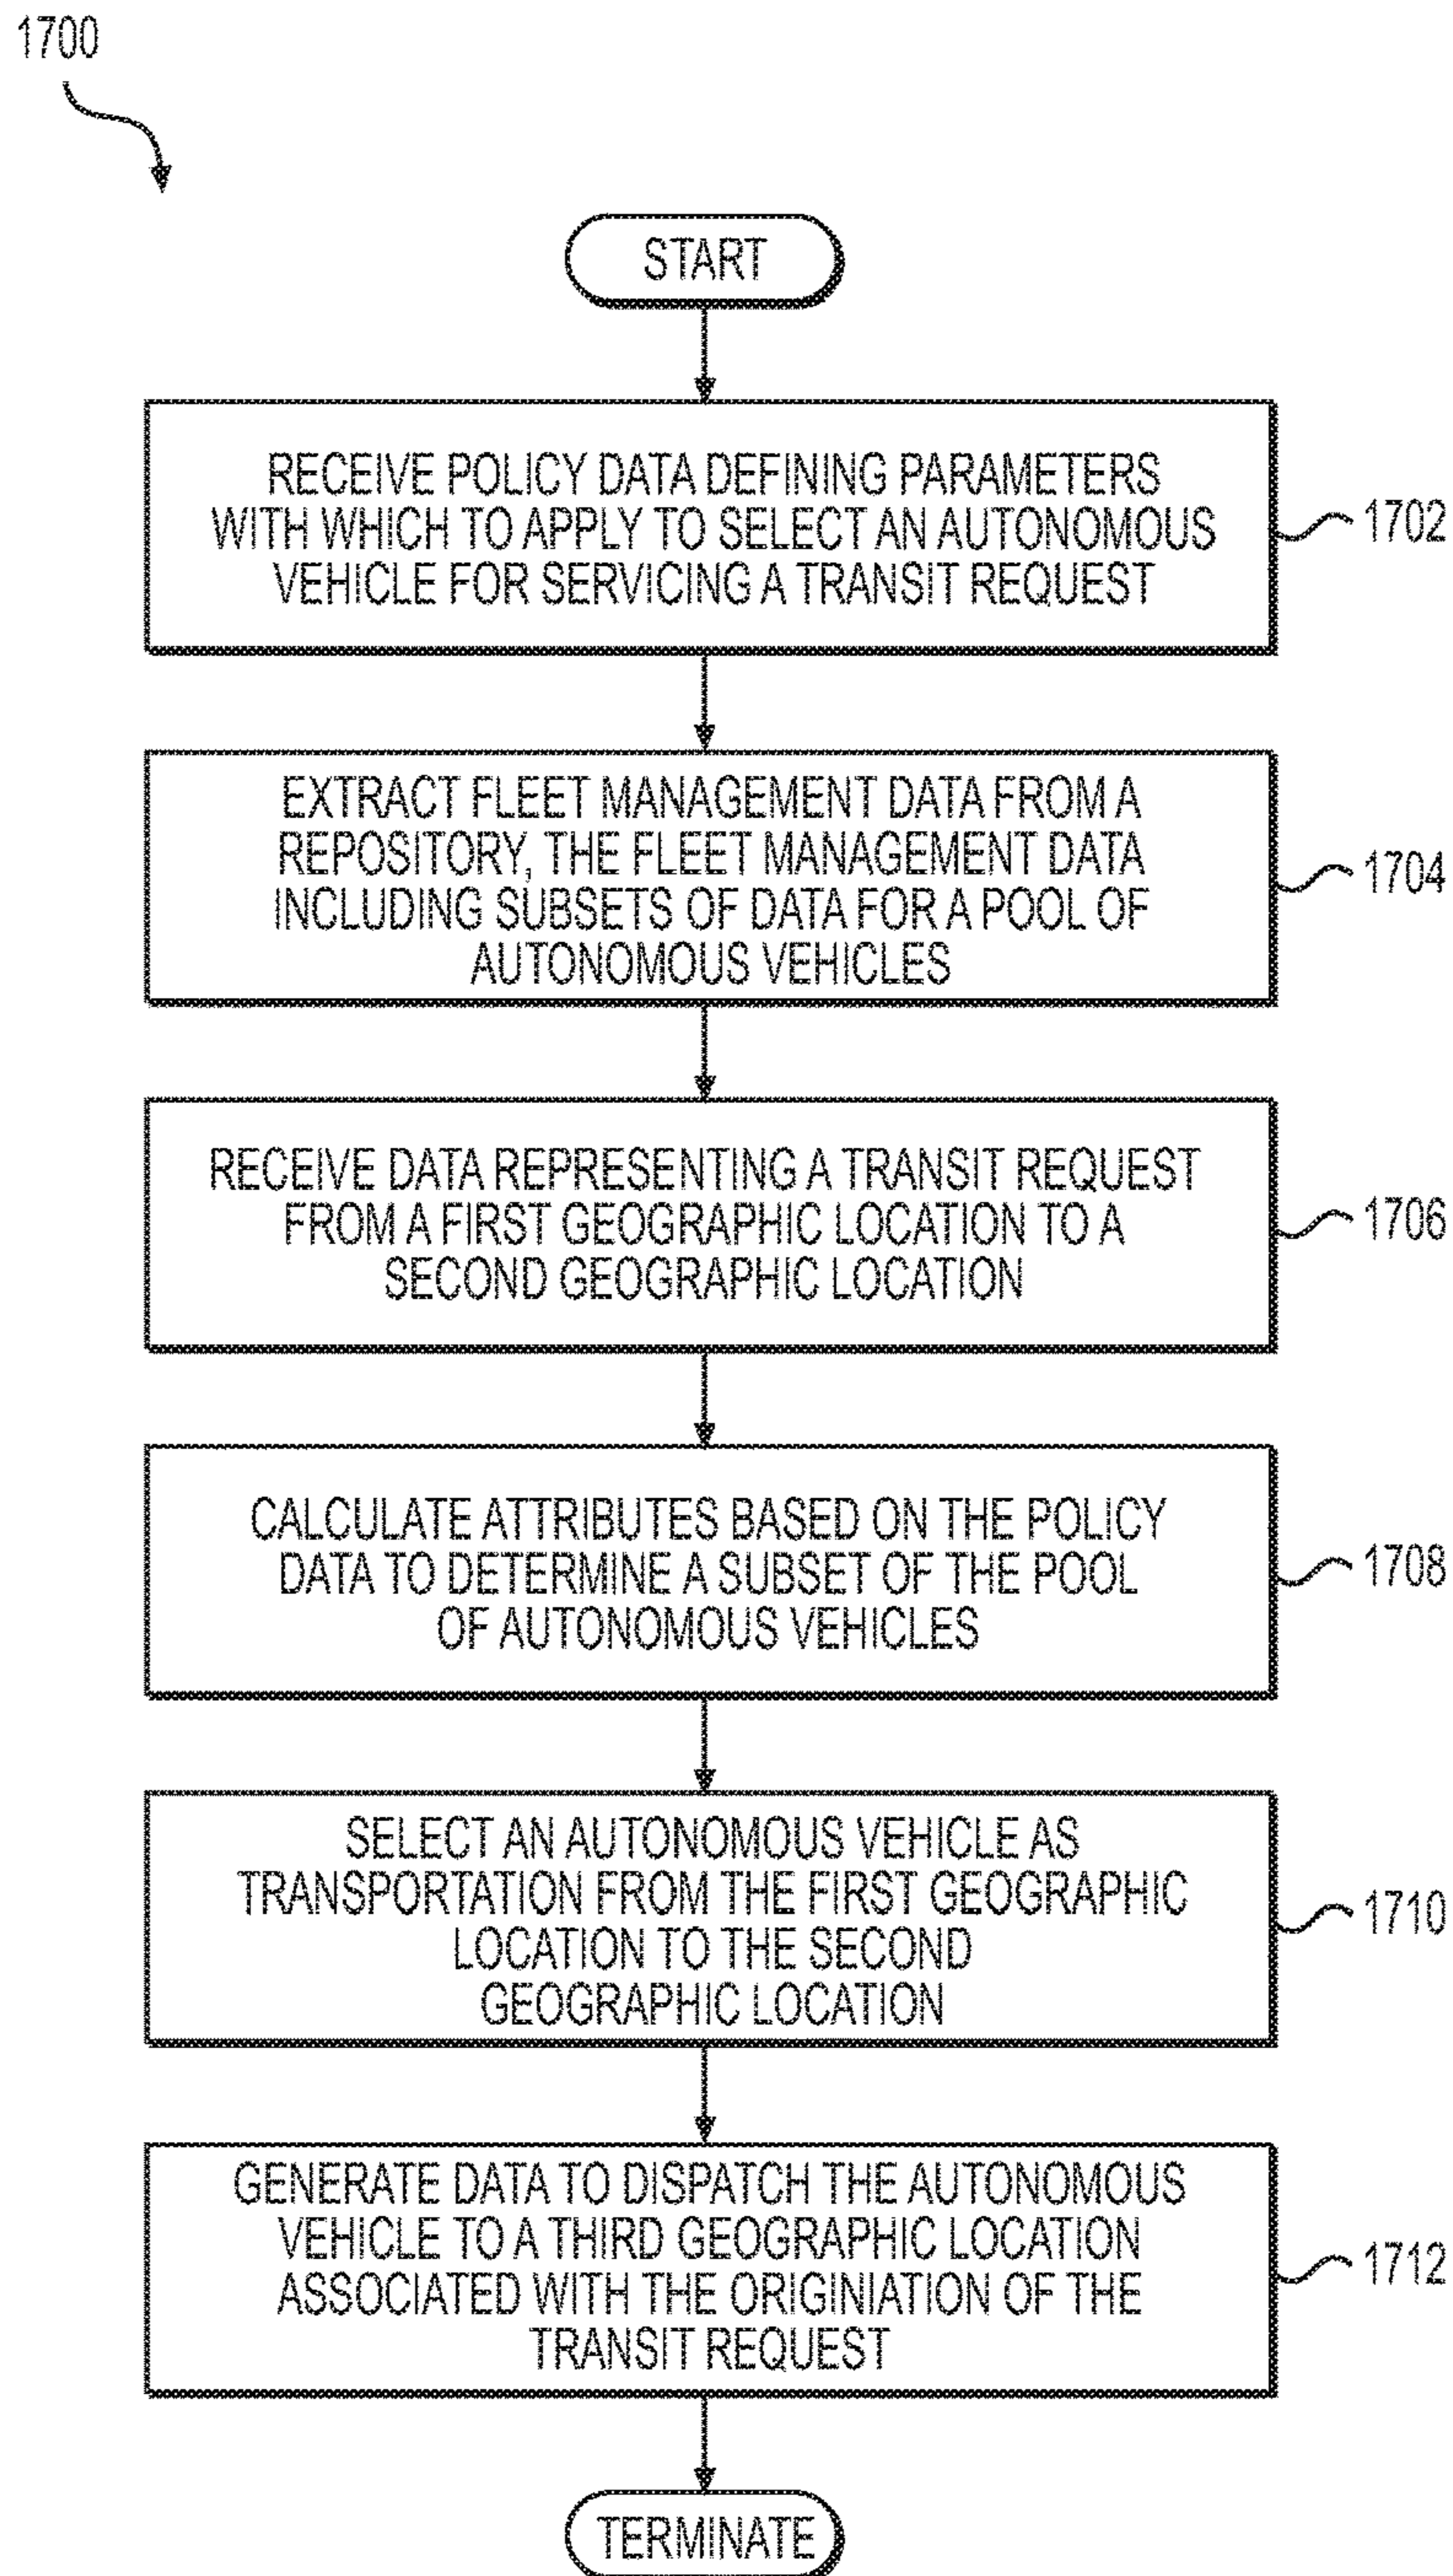 1700
START
RECEIVE POLICY DATA DEFINING PARAMETERS
WITH WHICH TO APPLY TO SELECT AN AUTONOMOUS
VEHICLE FOR SERVICING A TRANSIT REQUEST
1702
EXTRACT FLEET MANAGEMENT DATA FROM A
REPOSITORY, THE FLEET MANAGEMENT DATA
INCLUDING SUBSETS OF DATA FOR A POOL OF
AUTONOMOUS VEHICLES
1704
RECEIVE DATA REPRESENTING A TRANSIT REQUEST
FROM A FIRST GEOGRAPHIC LOCATION TO A
SECOND GEOGRAPHIC LOCATION
1706
CALCULATE ATTRIBUTES BASED ON THE POLICY
DATA TO DETERMINE A SUBSET OF THE POOL
OF AUTONOMOUS VEHICLES
1708
SELECT AN AUTONOMOUS VEHICLE AS
TRANSPORTATION FROM THE FIRST GEOGRAPHIC
LOCATION TO THE SECOND
GEOGRAPHIC LOCATION
1710
GENERATE DATA TO DISPATCH THE AUTONOMOUS
VEHICLE TO A THIRD GEOGRAPHIC LOCATION
ASSOCIATED WITH THE ORIGINIATION OF THE
TRANSIT REQUEST
1712
TERMINATE